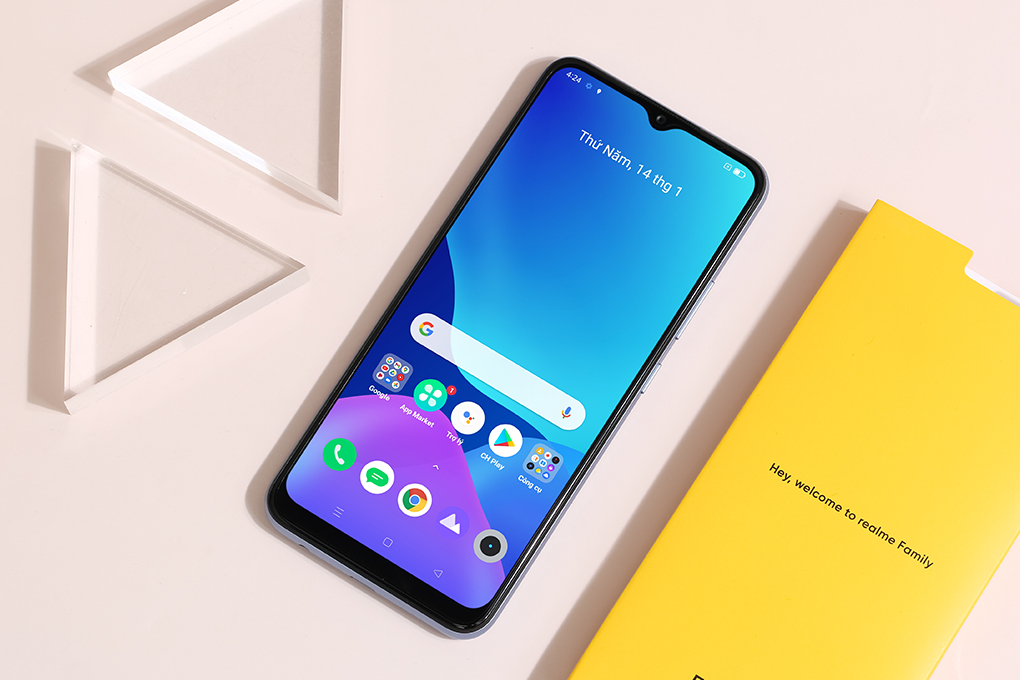 4:24
Thứ Năm, 14 thg 1
G
Google
App Market
1
Trợ lý
CH Play
Công cụ
Hey, welcome to realme Family